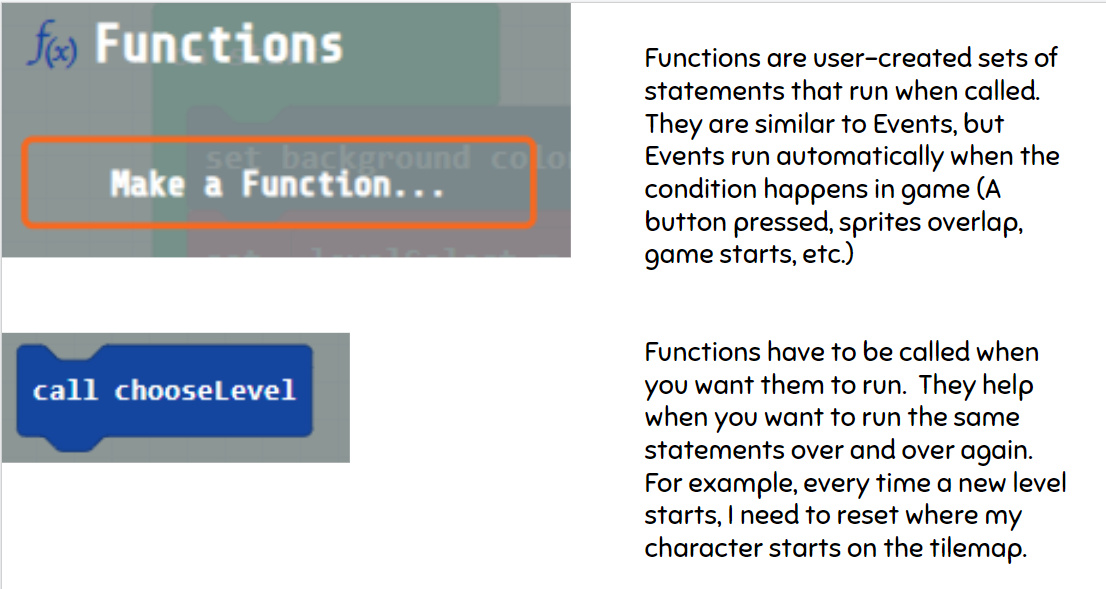 f(x) Functions
set background colo
Make a Function...
call chooseLevel
Functions are user-created sets of
statements that run when called.
They are similar to Events, but
Events run automatically when the
condition happens in game (A
button pressed, sprites overlap,
game starts, etc.)
Functions have to be called when
you want them to run.  They help
when you want to run the same
statements over and over again.
For example, every time a new level
starts, I need to reset where my
character starts on the tilemap.